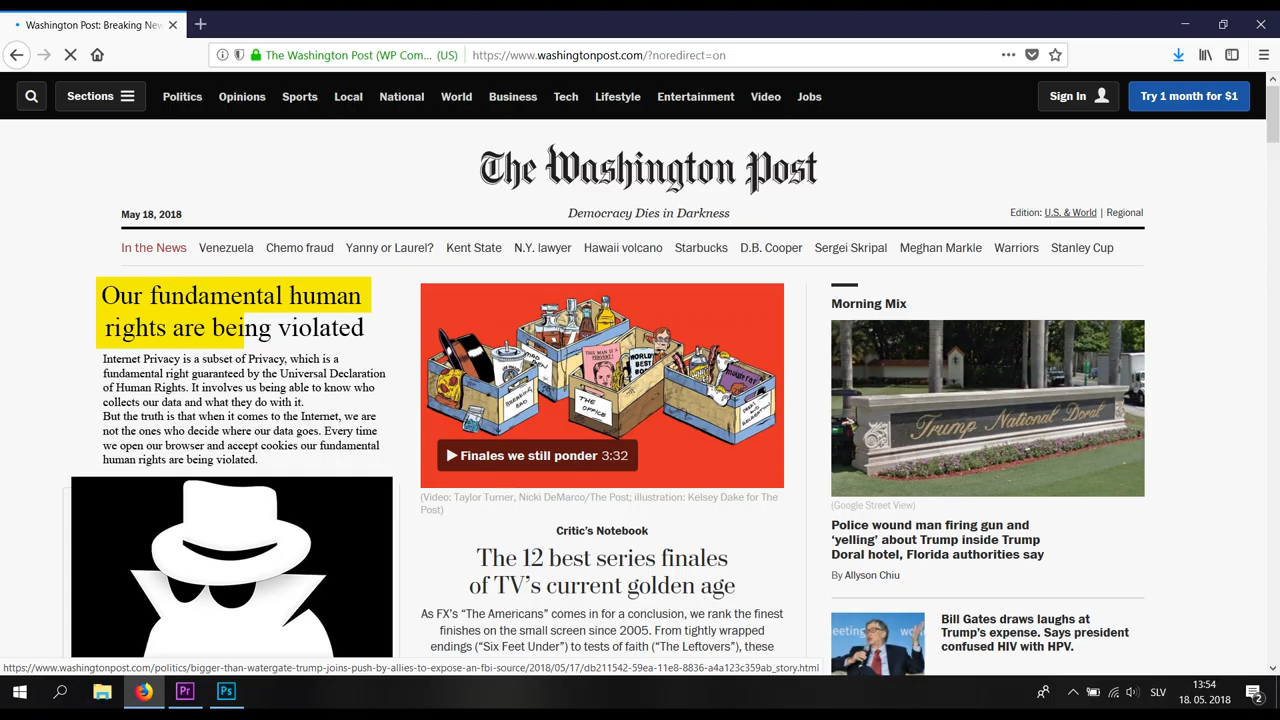 Washington Post: Breaking New
The Washington Post (WP Com... (US)
https://www.washingtonpost.com/?noredirect=on
Sections
Politics
Opinions
Sports
Local
National
World
Business
Tech
Lifestyle
Entertainment
Video
Jobs
Sign In
Try 1 month for $1
The Washington Post
May 18, 2018
Democracy Dies in Darkness
Edition: U.S. & World | Regional
In the News
Venezuela
Chemo fraud
Yanny or Laurel?
Kent State
N.Y. lawyer
Hawaii volcano
Starbucks
D.B. Cooper
Sergei Skripal
Meghan Markle
Warriors
Stanley Cup
Our fundamental human
rights are being violated
Internet Privacy is a subset of Privacy, which is a
fundamental right guaranteed by the Universal Declaration
of Human Rights. It involves us being able to know who
collects our data and what they do with it.
But the truth is that when it comes to the Internet, we are
not the ones who decide where our data goes. Every time
we open our browser and accept cookies our fundamental
human rights are being violated.
BREAKING
BAD
THE
OFFICE
THIS MAN IS A
PERVERT!
WORLD'S
BEST
BOSS
Finales we still ponder 3:32
(Video: Taylor Turner, Nicki DeMarco/The Post; illustration: Kelsey Dake for The
Post)
Critic's Notebook
The 12 best series finales
of TV's current golden age
As FX's “The Americans” comes in for a conclusion, we rank the finest
finishes on the small screen since 2005. From tightly wrapped
endings (“Six Feet Under”) to tests of faith (“The Leftovers”), these
Morning Mix
Trump National Doral
(Google Street View)
Police wound man firing gun and
‘yelling’ about Trump inside Trump
Doral hotel, Florida authorities say
By Allyson Chiu
Bill Gates draws laughs at
Trump's expense. Says president
confused HIV with HPV.
https://www.washingtonpost.com/politics/bigger-than-watergate-trump-joins-push-by-allies-to-expose-an-fbi-source/2018/05/17/db211542-59ea-11e8-8836-a4a123c359ab_story.html
Pr
Ps
SLV
13:54
18. 05. 2018
2